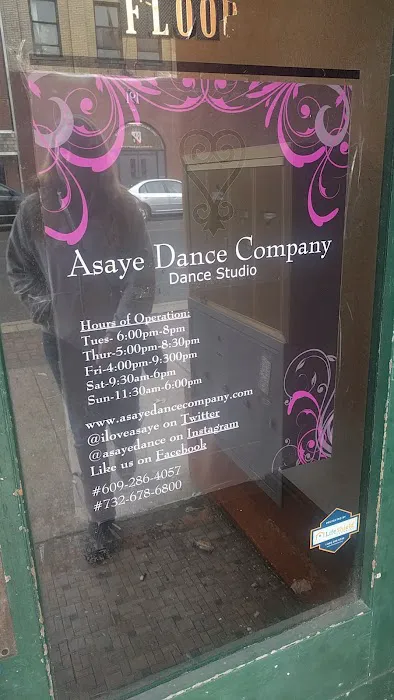 FLOOR
Asaye Dance Company
Dance Studio
Hours of Operation:
Tues- 6:00pm-8pm
Thur-5:00pm-8:30pm
Fri-4:00pm-9:300pm
Sat-9:30am-6pm
Sun-11:30am-6:00pm
www.asayedancecompany.com
@iloveasaye on Twitter
@asayedance on Instagram
Like us on Facebook
#609-286-4057
#732-678-6800